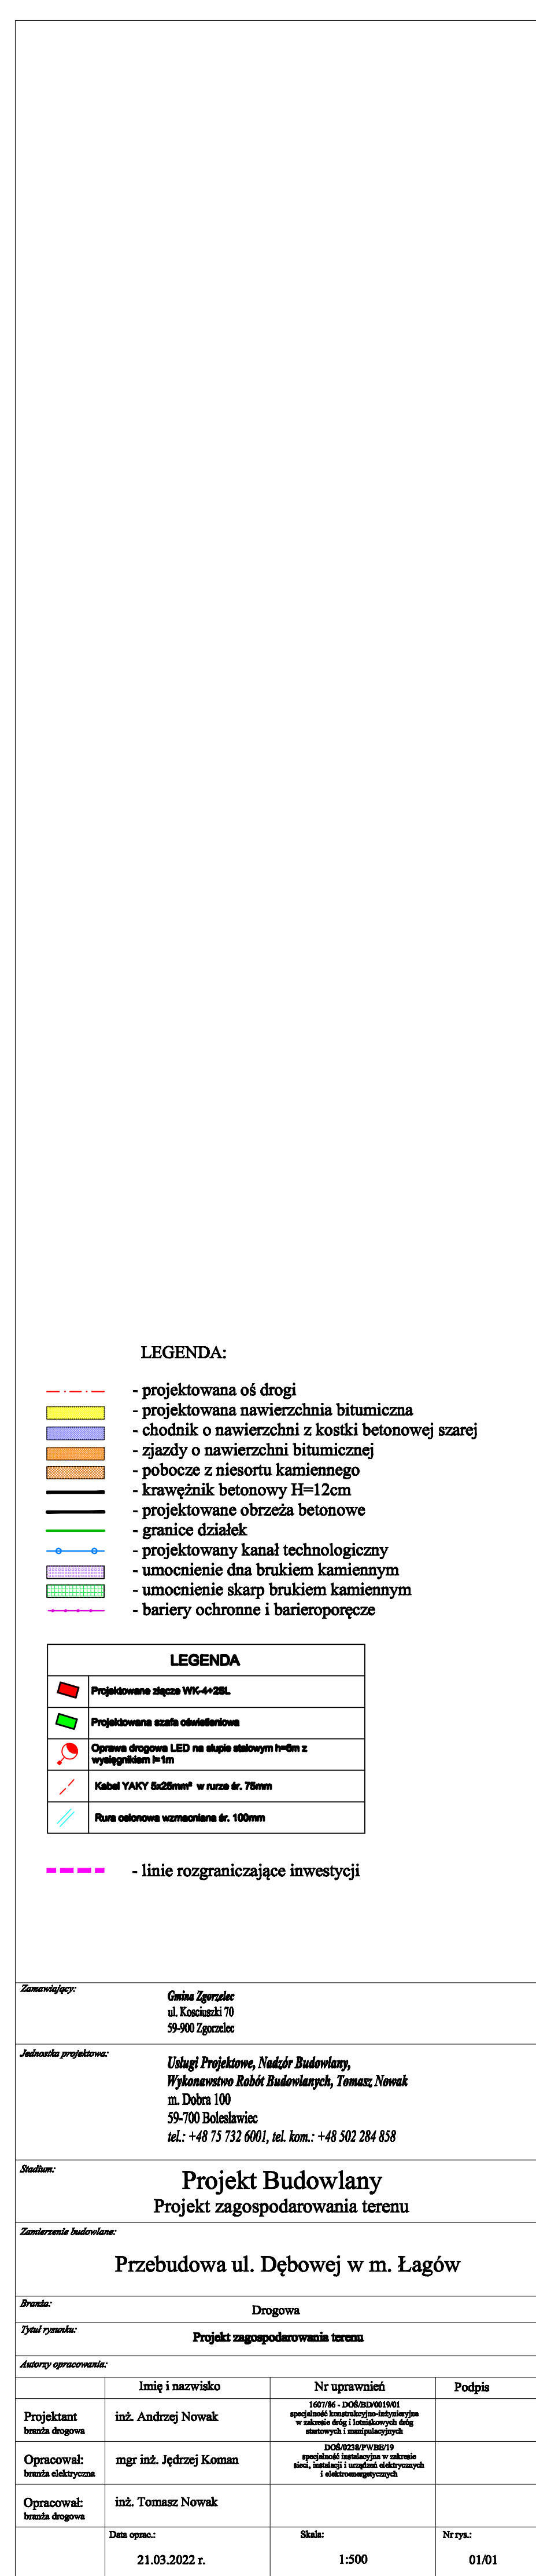 LEGENDA:
- projektowana oś drogi
- projektowana nawierzchnia bitumiczna
- chodnik o nawierzchni z kostki betonowej szarej
- zjazdy o nawierzchni bitumicznej
- pobocze z niesortu kamiennego
- krawężnik betonowy H=12cm
- projektowane obrzeża betonowe
- granice działek
- projektowany kanał technologiczny
- umocnienie dna brukiem kamiennym
- umocnienie skarp brukiem kamiennym
- bariery ochronne i barieroporęcze
LEGENDA
Projektowane złącze WK-4+2SL
Projektowana szafa oświetleniowa
Oprawa drogowa LED na słupie stalowym h=6m z
wysięgnikiem l=1m
Kabel YAKY 5x25mm² w rurze śr. 75mm
Rura osłonowa wzmacniana śr. 100mm
- linie rozgraniczające inwestycji
Zamawiający:
Gmina Zgorzelec
ul. Kosciuszki 70
59-900 Zgorzelec
Jednostka projektowa:
Usługi Projektowe, Nadzór Budowlany,
Wykonawstwo Robót Budowlanych, Tomasz Nowak
m. Dobra 100
59-700 Bolesławiec
tel.: +48 75 732 6001, tel. kom.: +48 502 284 858
Stadium:
Projekt Budowlany
Projekt zagospodarowania terenu
Zamierzenie budowlane:
Przebudowa ul. Dębowej w m. Łagów
Branża:
Drogowa
Tytuł rysunku:
Projekt zagospodarowania terenu
Autorzy opracowania:
Imię i nazwisko Nr uprawnień Podpis
Projektant
branża drogowa
inż. Andrzej Nowak
1607/86 - DOŚ/BD/0019/01
specjalność konstrukcyjno-inżynieryjna
w zakresie dróg i lotniskowych dróg
startowych i manipulacyjnych
Opracował:
branża elektryczna
mgr inż. Jędrzej Koman
DOŚ/0238/PWBE/19
specjalność instalacyjna w zakresie
sieci, instalacji i urządzeń elektrycznych
i elektroenergetycznych
Opracował:
branża drogowa
inż. Tomasz Nowak
Data oprac.: Skala: Nr rys.:
21.03.2022 r. 1:500 01/01